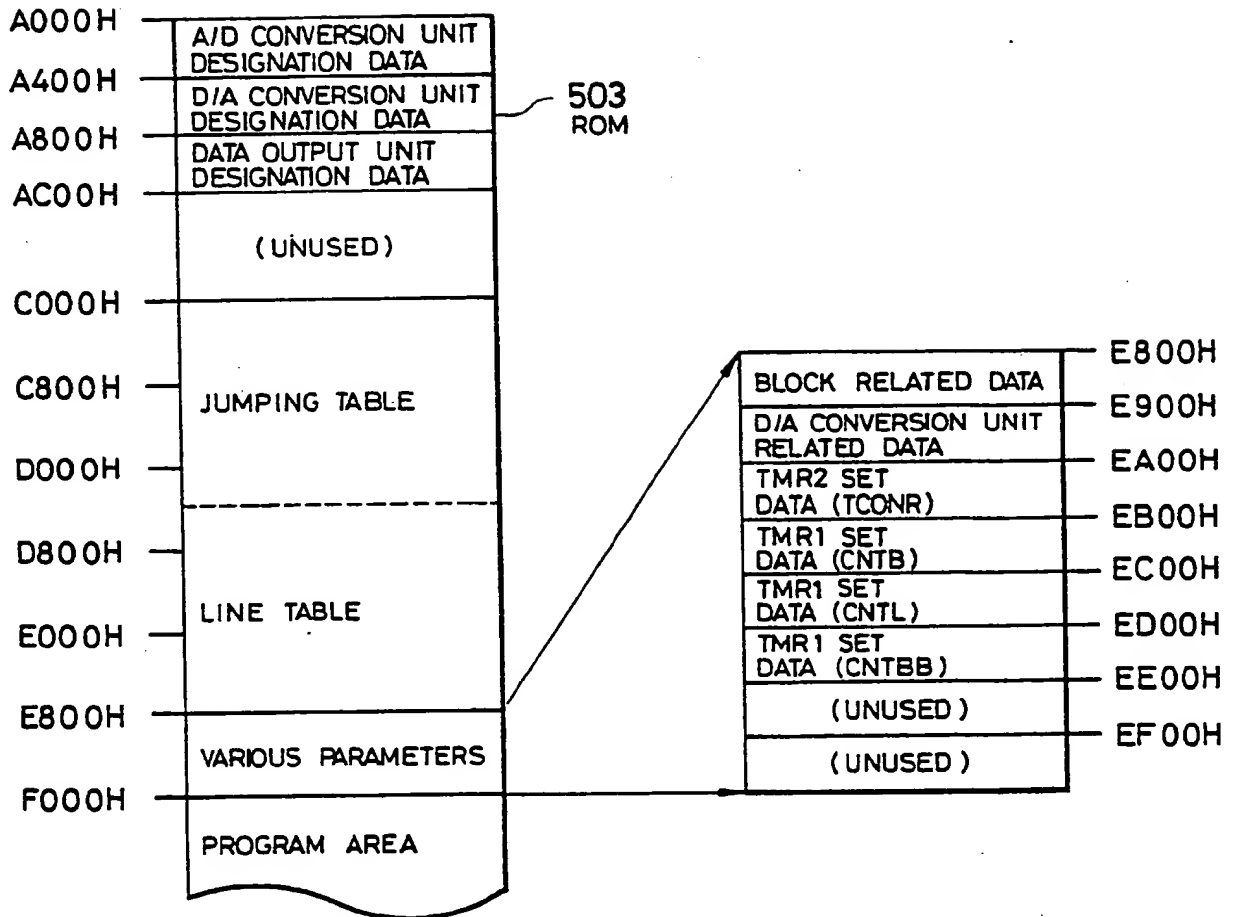 A000H
A/D CONVERSION UNIT
DESIGNATION DATA
A400H
D/A CONVERSION UNIT
DESIGNATION DATA
503
ROM
A800H
DATA OUTPUT UNIT
DESIGNATION DATA
AC00H
(UNUSED)
C000H
C800H
JUMPING TABLE
D000H
D800H
LINE TABLE
E000H
E800H
VARIOUS PARAMETERS
F000H
PROGRAM AREA
E800H
BLOCK RELATED DATA
E900H
D/A CONVERSION UNIT
RELATED DATA
EA00H
TMR2 SET
DATA (TCONR)
EB00H
TMR1 SET
DATA (CNTB)
EC00H
TMR1 SET
DATA (CNTL)
ED00H
TMR1 SET
DATA (CNTBB)
EE00H
(UNUSED)
EF00H
(UNUSED)